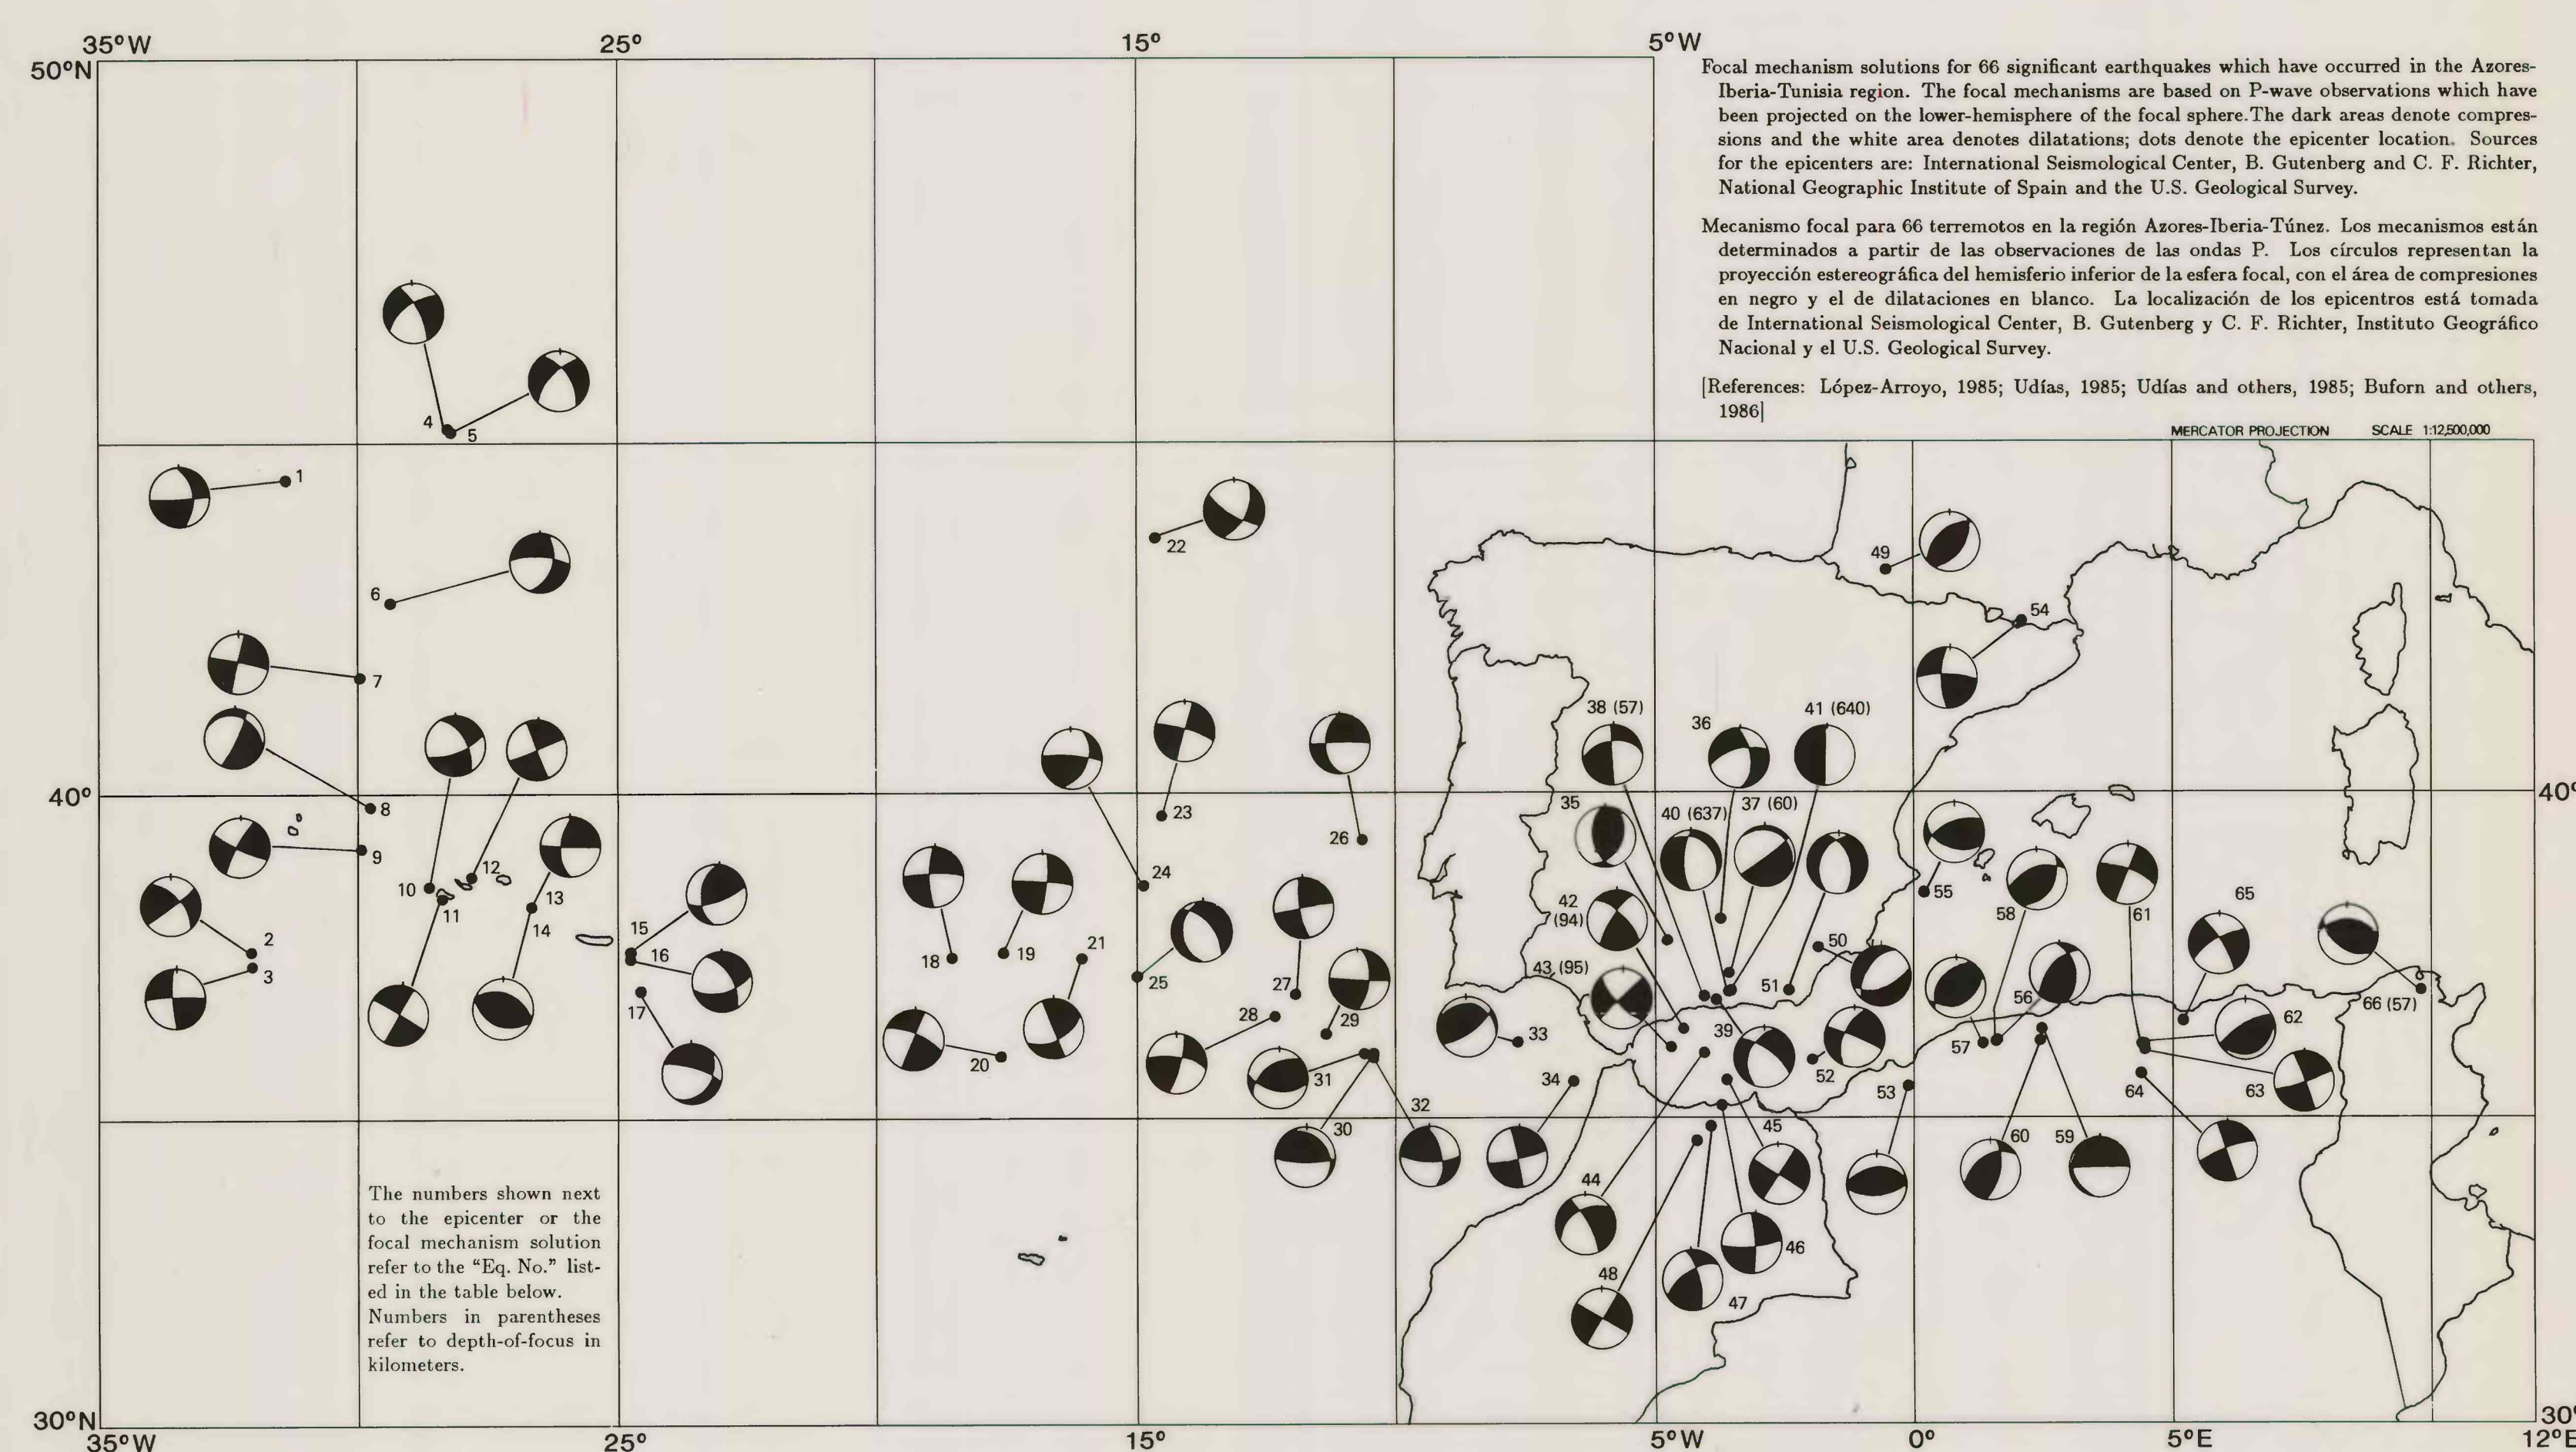 35°W
25°
15°
5°W
50°N
Focal mechanism solutions for 66 significant earthquakes which have occurred in the Azores-
Iberia-Tunisia region. The focal mechanisms are based on P-wave observations which have
been projected on the lower-hemisphere of the focal sphere.The dark areas denote compres-
sions and the white area denotes dilatations; dots denote the epicenter location. Sources
for the epicenters are: International Seismological Center, B. Gutenberg and C. F. Richter,
National Geographic Institute of Spain and the U.S. Geological Survey.
Mecanismo focal para 66 terremotos en la región Azores-Iberia-Túnez. Los mecanismos están
determinados a partir de las observaciones de las ondas P. Los círculos representan la
proyección estereográfica del hemisferio inferior de la esfera focal, con el área de compresiones
en negro y el de dilataciones en blanco. La localización de los epicentros está tomada
de International Seismological Center, B. Gutenberg y C. F. Richter, Instituto Geográfico
Nacional y el U.S. Geological Survey.
[References: López-Arroyo, 1985; Udías, 1985; Udías and others, 1985; Buforn and others,
1986]
MERCATOR PROJECTION SCALE 1:12,500,000
4
5
1
22
49
6
54
7
38 (57)
36
41 (640)
40°
40°
8
23
35
40 (637)
37 (60)
26
9
10
12
24
55
11
13
14
42
(94)
58
61
65
15
16
2
3
18
19
21
25
43 (95)
50
27
51
56
66 (57)
17
28
29
33
39
57
62
20
31
34
52
53
64
63
32
30
45
60
59
44
46
48
47
The numbers shown next
to the epicenter or the
focal mechanism solution
refer to the “Eq. No.” list-
ed in the table below.
Numbers in parentheses
refer to depth-of-focus in
kilometers.
30°N
30°
35°W
25°
15°
5°W
0°
5°E
12°E